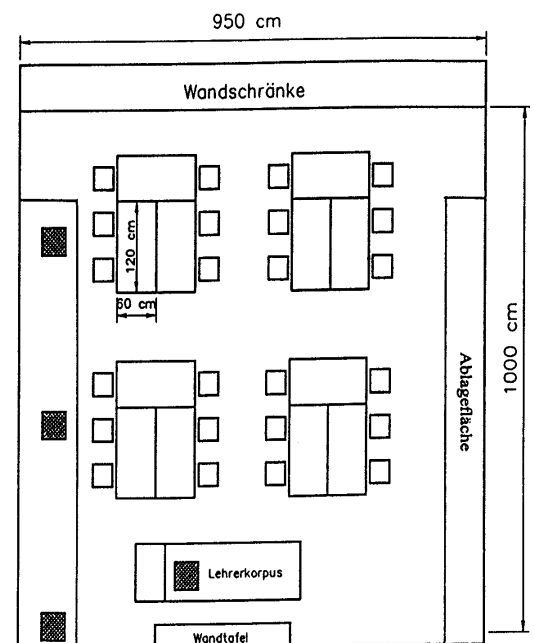 950 cm
Wandschränke
120 cm
60 cm
1000 cm
Ablagefläche
Lehrerkorpus
Wandtafel